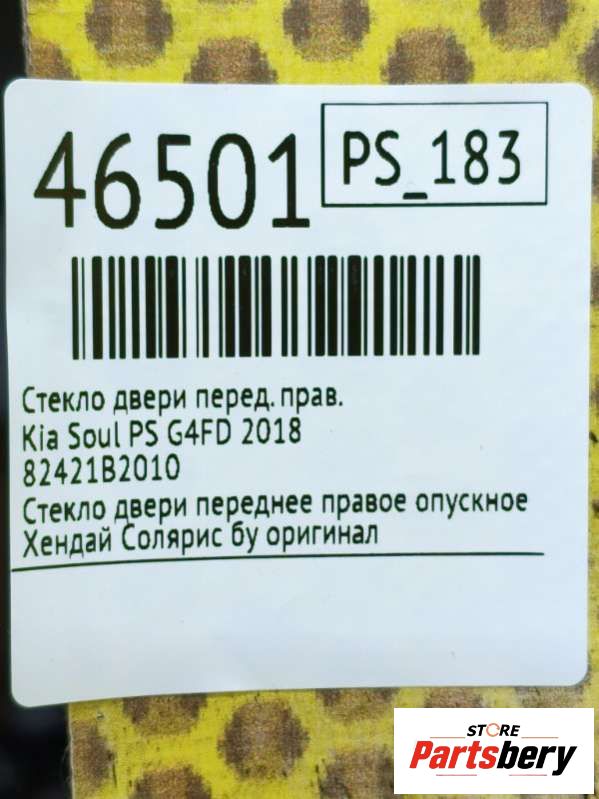 46501
PS_183
Стекло двери перед. прав.
Kia Soul PS G4FD 2018
82421B2010
Стекло двери переднее правое опускное
Хендай Солярис бу оригинал
STORE
Partsbery